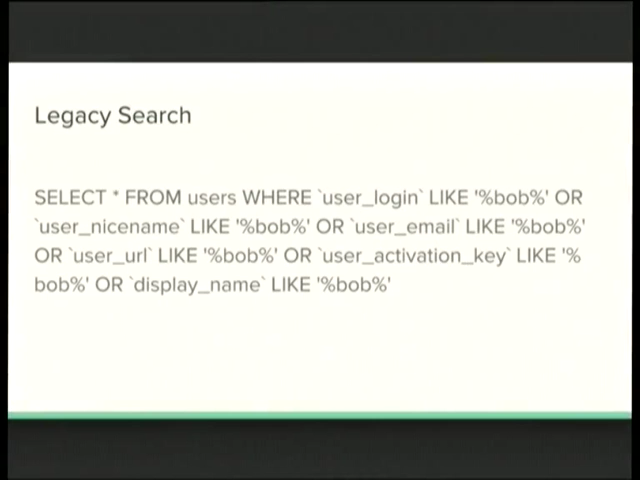 Legacy Search
SELECT * FROM users WHERE `user_login` LIKE '%bob%' OR
`user_nicename` LIKE '%bob%' OR `user_email` LIKE '%bob%'
OR `user_url` LIKE '%bob%' OR `user_activation_key` LIKE '%
bob%' OR `display_name` LIKE '%bob%'